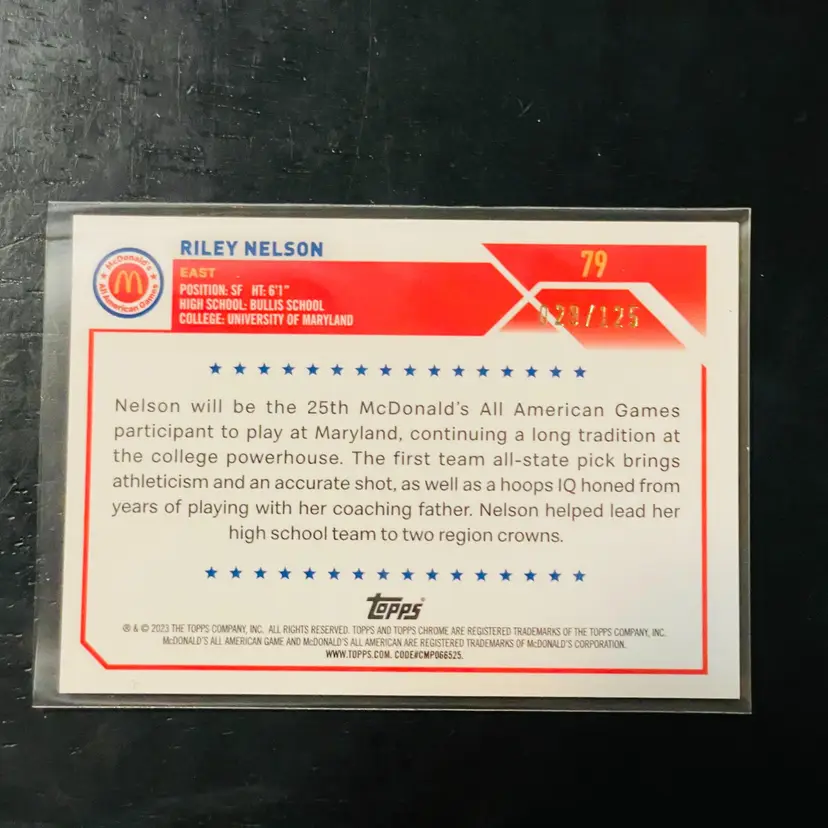 RILEY NELSON
79
McDonald's
All American Games
EAST
POSITION: SF HT: 6'1"
HIGH SCHOOL: BULLIS SCHOOL
COLLEGE: UNIVERSITY OF MARYLAND
028/125
Nelson will be the 25th McDonald's All American Games
participant to play at Maryland, continuing a long tradition at
the college powerhouse. The first team all-state pick brings
athleticism and an accurate shot, as well as a hoops IQ honed from
years of playing with her coaching father. Nelson helped lead her
high school team to two region crowns.
Topps
® & © 2023 THE TOPPS COMPANY, INC. ALL RIGHTS RESERVED. TOPPS AND TOPPS CHROME ARE REGISTERED TRADEMARKS OF THE TOPPS COMPANY, INC.
McDONALD'S ALL AMERICAN GAME AND McDONALD'S ALL AMERICAN ARE REGISTERED TRADEMARKS OF McDONALD'S CORPORATION.
WWW.TOPPS.COM. CODE#CMP066525.